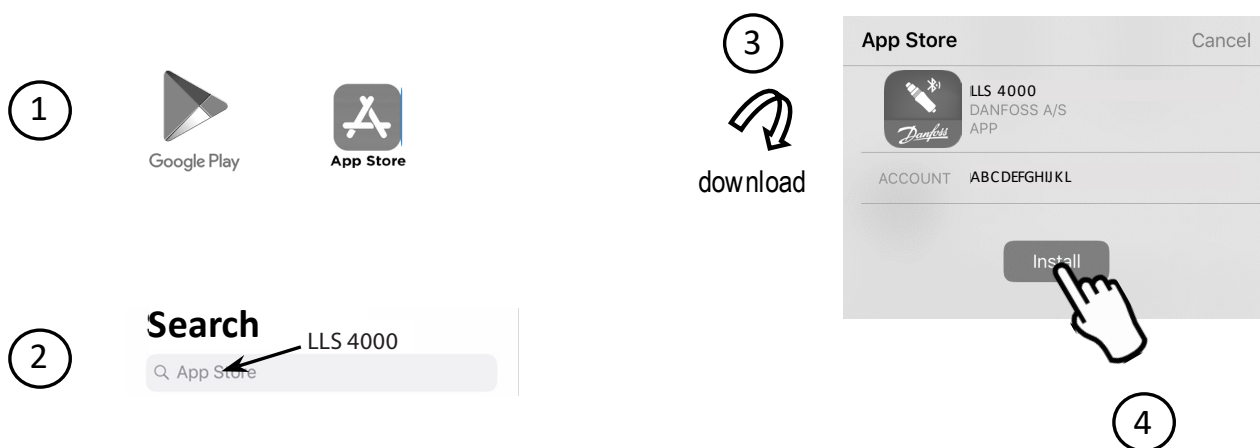 1
Google Play
App Store
2
Search
LLS 4000
App Store
3
download
App Store Cancel
LLS 4000
DANFOSS A/S
APP
Danfoss
ACCOUNT ABCDEFGHIJKL
Install
4